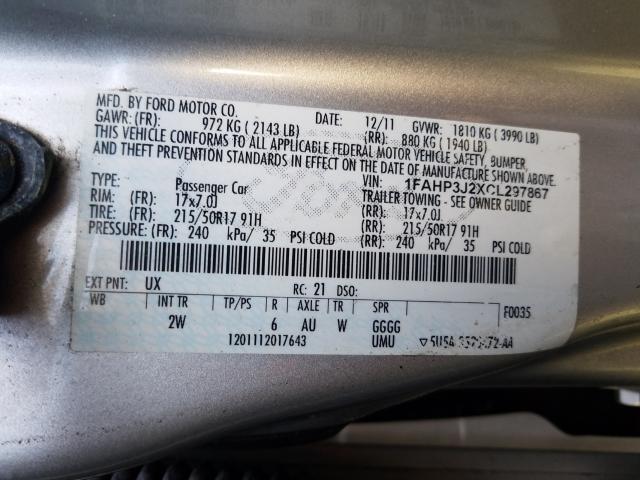 MFD. BY FORD MOTOR CO.
DATE: 12/11 GVWR: 1810 KG ( 3990 LB)
GAWR: (FR): 972 KG ( 2143 LB) (RR): 880 KG ( 1940 LB)
THIS VEHICLE CONFORMS TO ALL APPLICABLE FEDERAL MOTOR VEHICLE SAFETY, BUMPER,
AND THEFT PREVENTION STANDARDS IN EFFECT ON THE DATE OF MANUFACTURE SHOWN ABOVE.
VIN: 1FAHP3J2XCL297867
TYPE: Passenger Car TRAILER TOWING - SEE OWNER GUIDE
RIM: (FR): 17x7.0J (RR): 17x7.0J
TIRE: (FR): 215/50R17 91H (RR): 215/50R17 91H
PRESSURE: (FR): 240 kPa/ 35 PSI COLD (RR): 240 kPa/ 35 PSI COLD
EXT PNT: UX RC: 21 DSO:
WB INT TR TP/PS R AXLE TR SPR F0035
2W 6 AU W GGGG
1201112017643 UMU